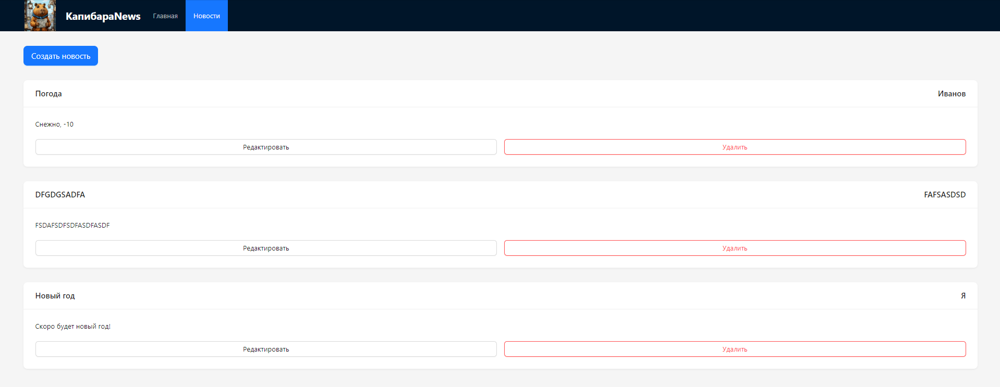 КапибараNews Главная Новости
Создать новость
Погода Иванов
Снежно, -10
Редактировать Удалить
DFGDGSADFA FAFSASDSD
FSDAFSDFSDFASDFASDF
Редактировать Удалить
Новый год Я
Скоро будет новый год!
Редактировать Удалить